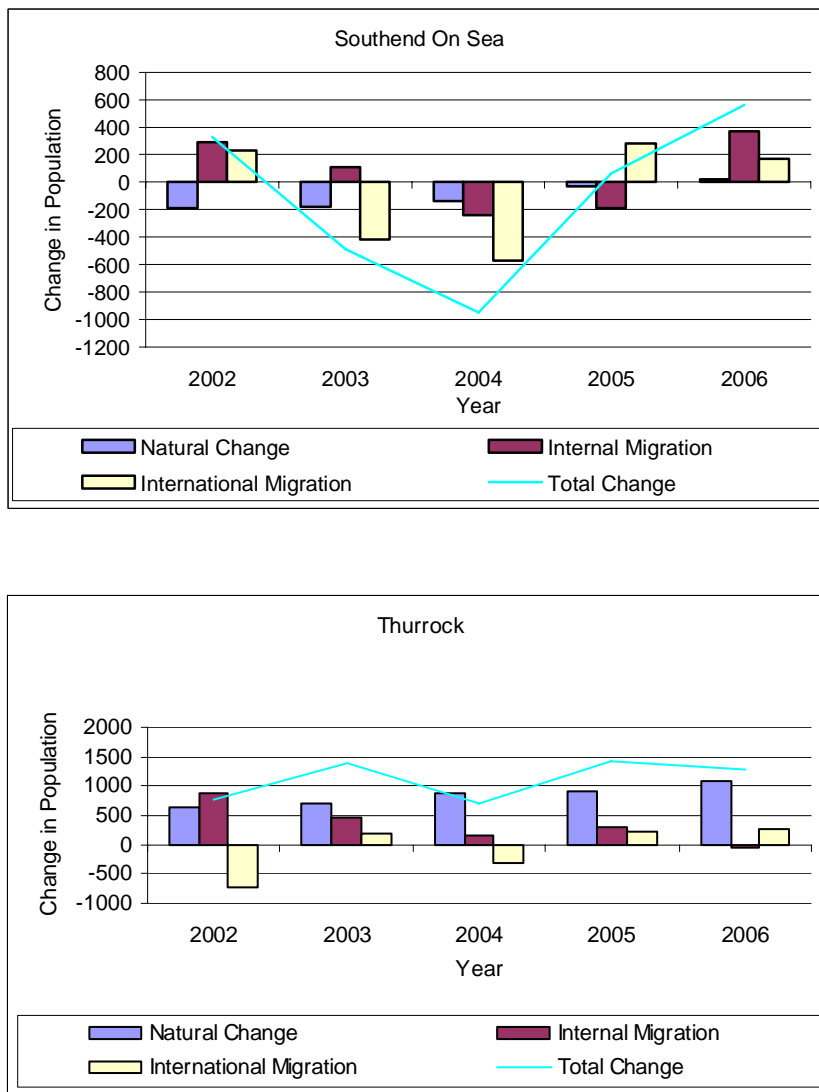 Southend On Sea
800
600
400
200
0
-200
-400
-600
-800
-1000
-1200
Change in Population
2002 2003 2004 2005 2006
Year
Natural Change Internal Migration
International Migration Total Change
Thurrock
2000
1500
1000
500
0
-500
-1000
Change in Population
2002 2003 2004 2005 2006
Year
Natural Change Internal Migration
International Migration Total Change